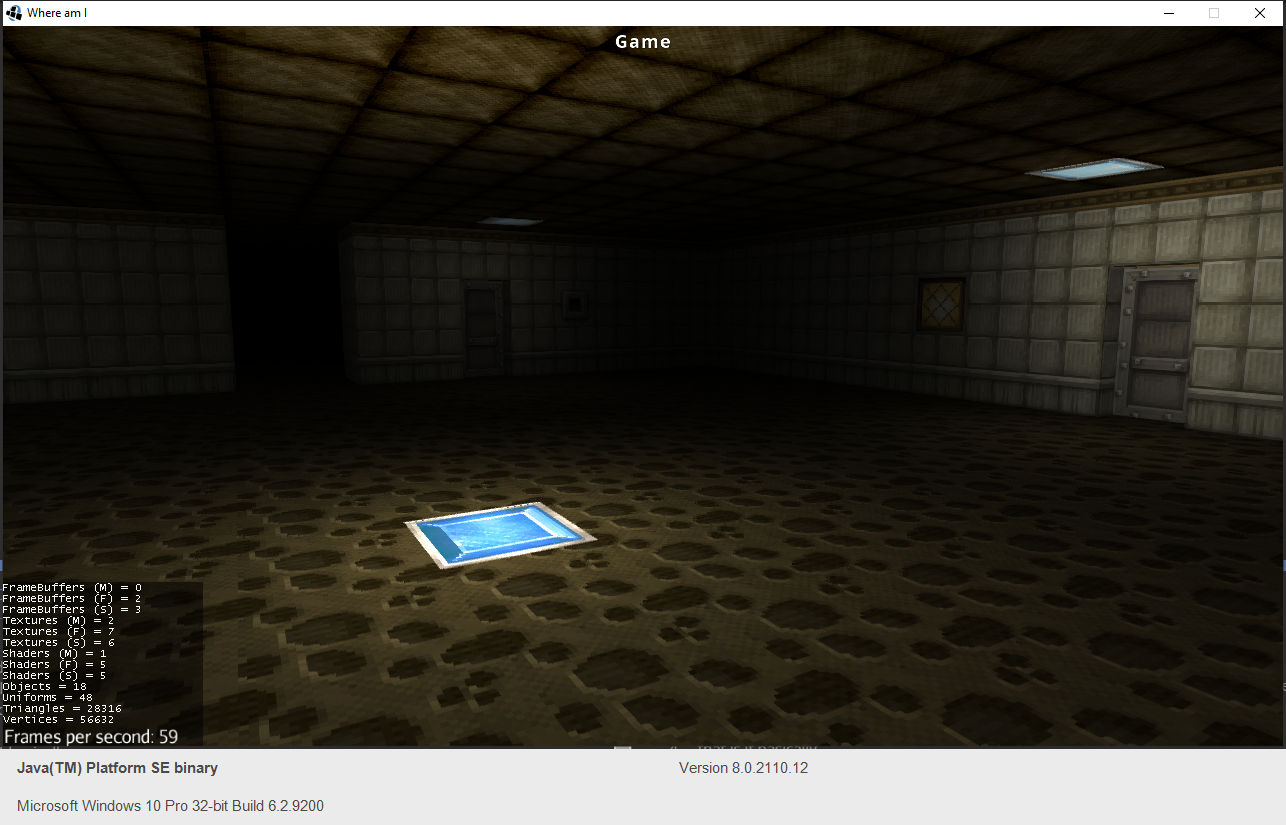 Where am I
Game
FrameBuffers (M) = 0
FrameBuffers (F) = 2
FrameBuffers (S) = 3
Textures (M) = 2
Textures (F) = 7
Textures (S) = 6
Shaders (M) = 1
Shaders (F) = 5
Shaders (S) = 5
Objects = 18
Uniforms = 48
Triangles = 28316
Vertices = 56632
Frames per second: 59
Java(TM) Platform SE binary
Version 8.0.2110.12
Microsoft Windows 10 Pro 32-bit Build 6.2.9200